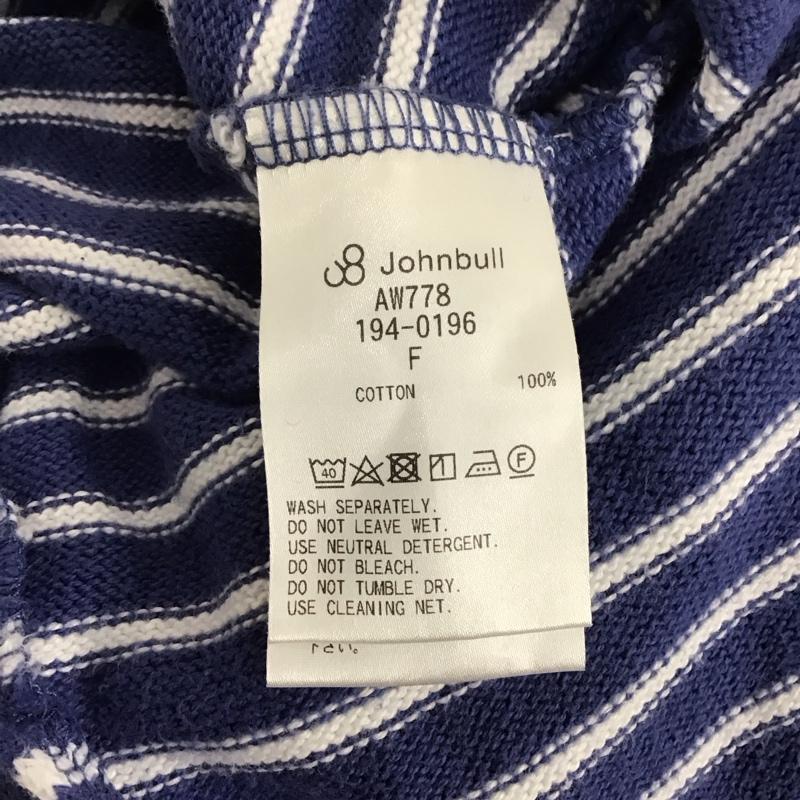 Johnbull
AW778
194-0196
F
COTTON 100%
40 F
WASH SEPARATELY.
DO NOT LEAVE WET.
USE NEUTRAL DETERGENT.
DO NOT BLEACH.
DO NOT TUMBLE DRY.
USE CLEANING NET.
さい。